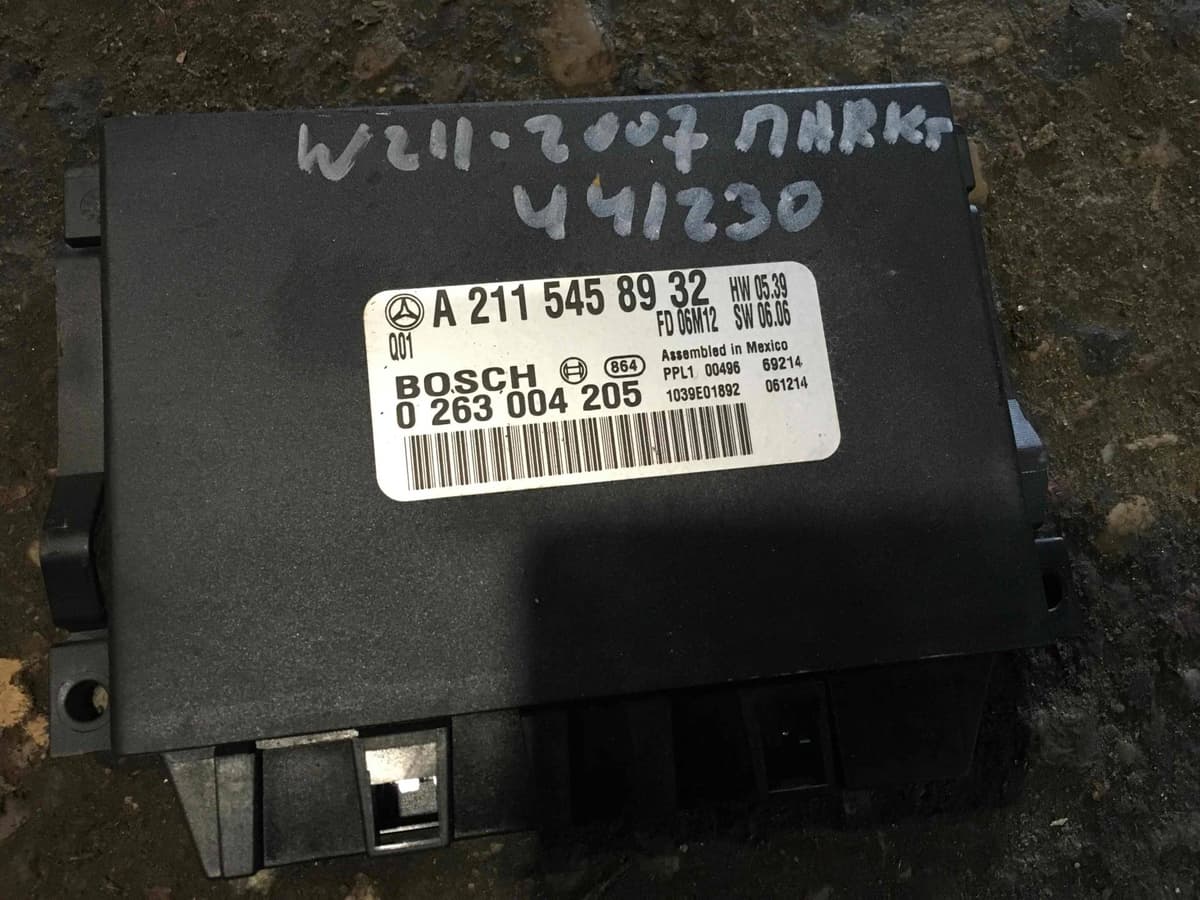 W211·2007 ПАRКТ
441230
A 211 545 89 32
HW 05.39
FD 06M12 SW 06.06
Q01
BOSCH 864
Assembled in Mexico
0 263 004 205
PPL1 00496 69214
1039E01892 061214